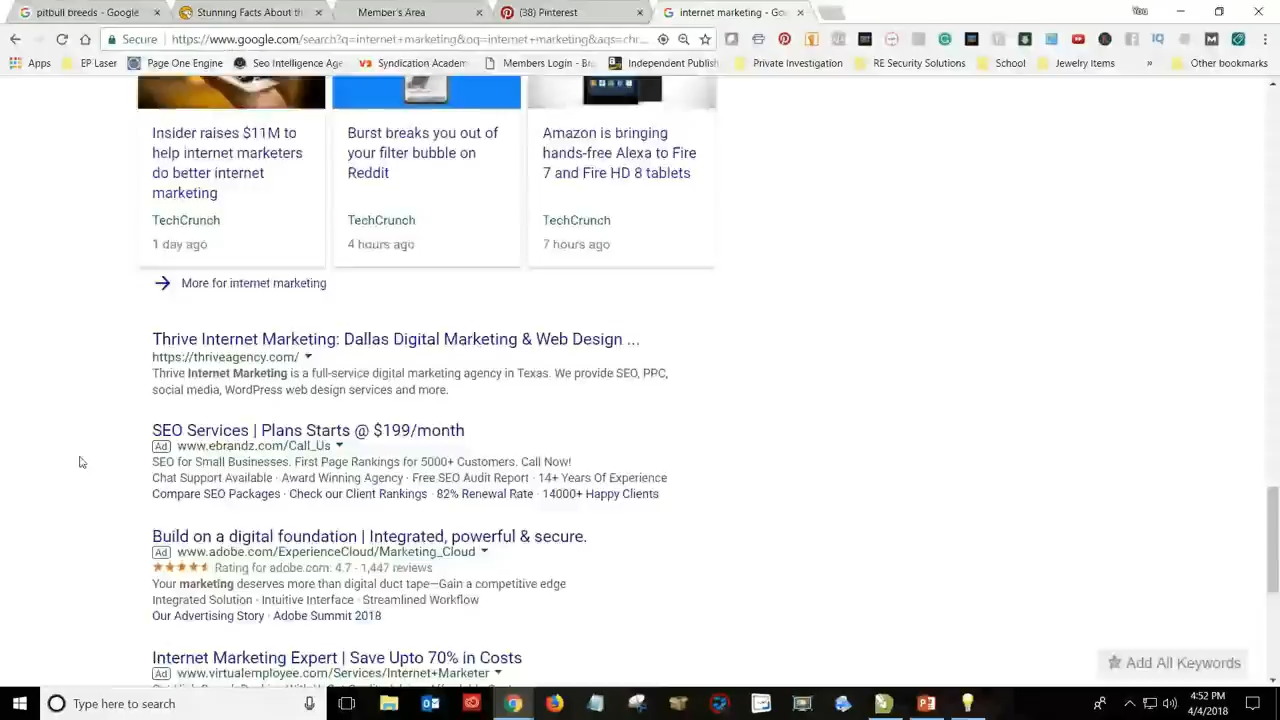 pitbull breeds - Google
Stunning Facts About th
Member's Area
(38) Pinterest
internet marketing - Go
You
Secure
https://www.google.com/search?q=internet+marketing&oq=internet+marketing&aqs=chr...
Apps
EP Laser
Page One Engine
Seo Intelligence Age
Syndication Academ
Members Login - Bra
Independent Publish
Private Investigation
RE Security Solutions
School
Jewelry Items
»
Other bookmarks
Insider raises $11M to
help internet marketers
do better internet
marketing
TechCrunch
1 day ago
Burst breaks you out of
your filter bubble on
Reddit
TechCrunch
4 hours ago
Amazon is bringing
hands-free Alexa to Fire
7 and Fire HD 8 tablets
TechCrunch
7 hours ago
More for internet marketing
Thrive Internet Marketing: Dallas Digital Marketing & Web Design ...
https://thriveagency.com/
Thrive Internet Marketing is a full-service digital marketing agency in Texas. We provide SEO, PPC,
social media, WordPress web design services and more.
SEO Services | Plans Starts @ $199/month
Ad www.ebrandz.com/Call_Us
SEO for Small Businesses. First Page Rankings for 5000+ Customers. Call Now!
Chat Support Available · Award Winning Agency · Free SEO Audit Report · 14+ Years Of Experience
Compare SEO Packages · Check our Client Rankings · 82% Renewal Rate · 14000+ Happy Clients
Build on a digital foundation | Integrated, powerful & secure.
Ad www.adobe.com/ExperienceCloud/Marketing_Cloud
Rating for adobe.com: 4.7 - 1,447 reviews
Your marketing deserves more than digital duct tape—Gain a competitive edge
Integrated Solution · Intuitive Interface · Streamlined Workflow
Our Advertising Story · Adobe Summit 2018
Internet Marketing Expert | Save Upto 70% in Costs
Ad www.virtualemployee.com/Services/Internet+Marketer
Add All Keywords
Type here to search
4:52 PM
4/4/2018